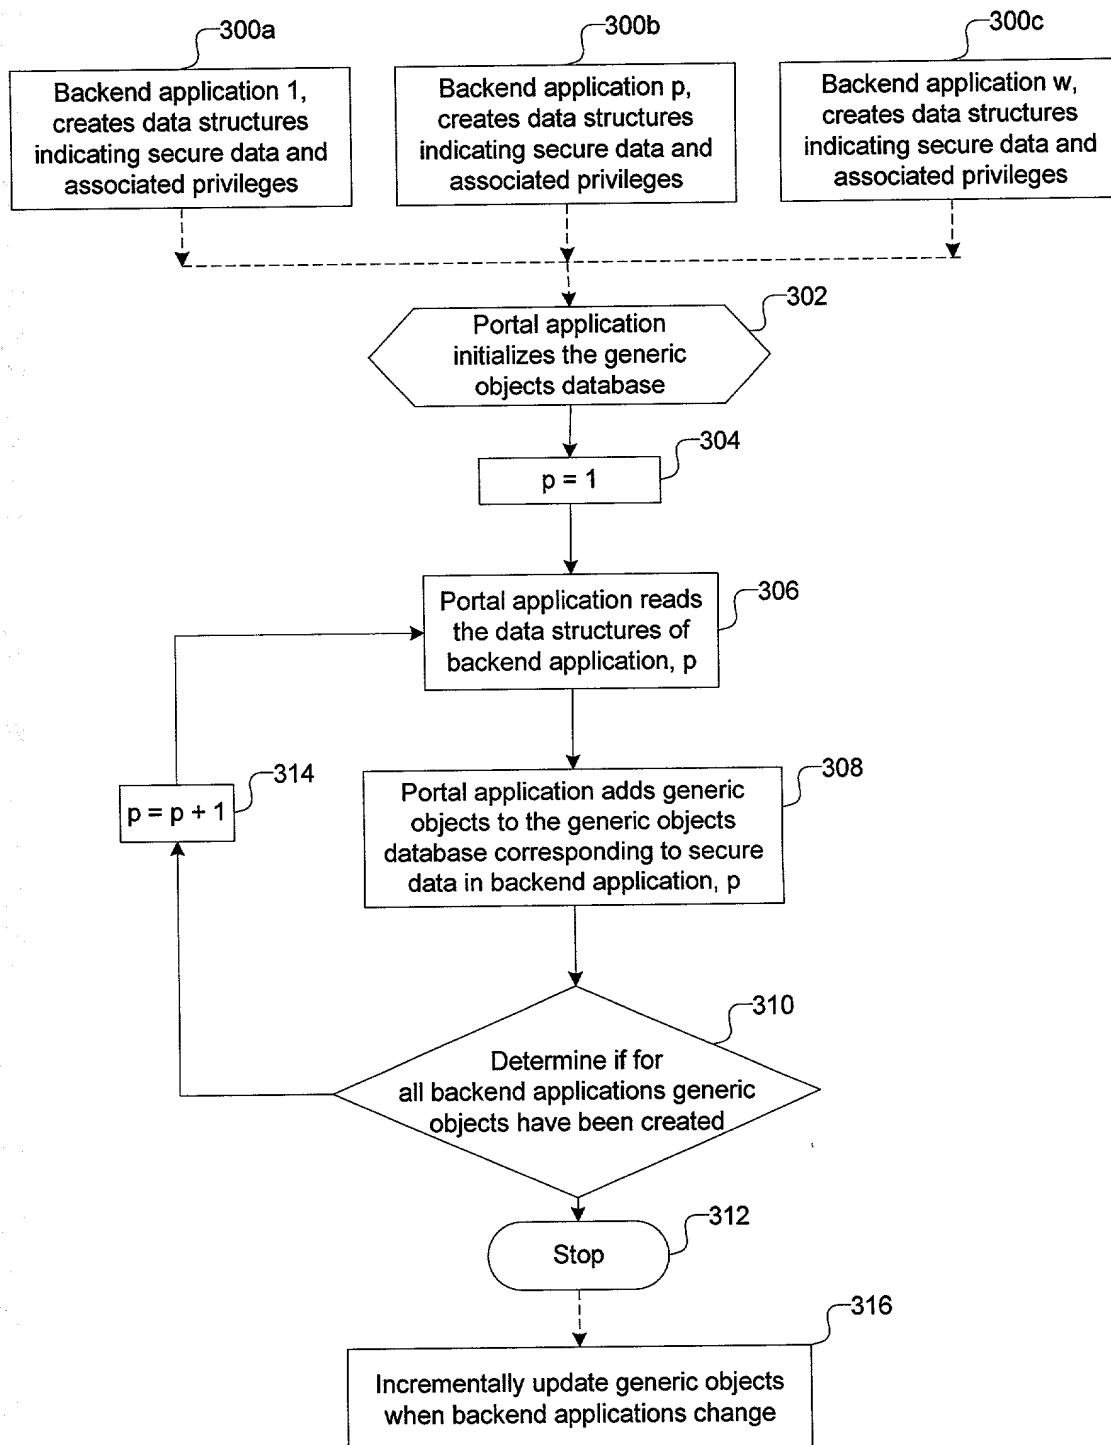 300a
300b
300c
Backend application 1,
creates data structures
indicating secure data and
associated privileges
Backend application p,
creates data structures
indicating secure data and
associated privileges
Backend application w,
creates data structures
indicating secure data and
associated privileges
302
Portal application
initializes the generic
objects database
304
p = 1
306
Portal application reads
the data structures of
backend application, p
314
p = p + 1
308
Portal application adds generic
objects to the generic objects
database corresponding to secure
data in backend application, p
310
Determine if for
all backend applications generic
objects have been created
312
Stop
316
Incrementally update generic objects
when backend applications change